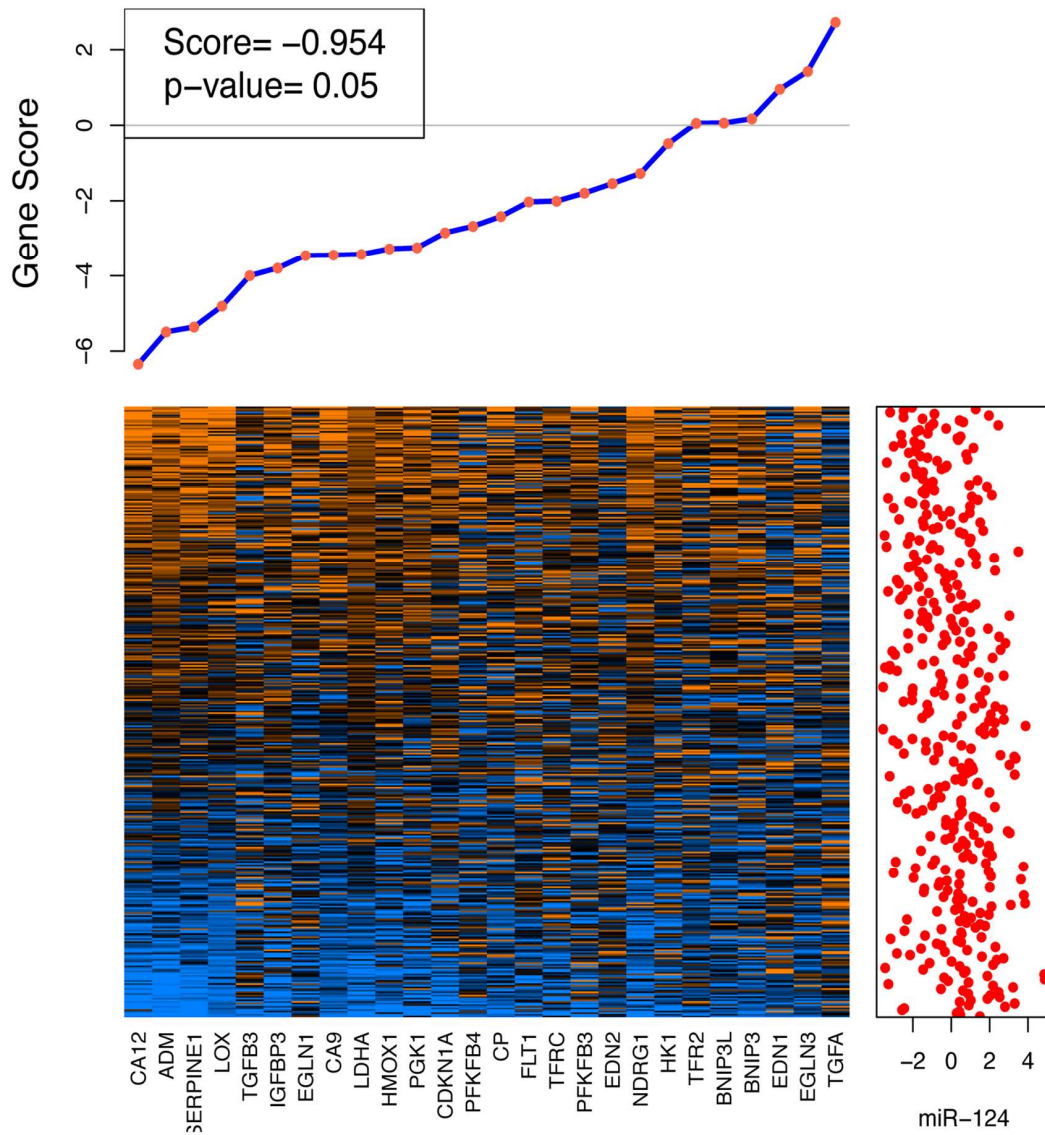 Score= −0.954
p−value= 0.05
Gene Score
2
0
−2
−4
−6
CA12
ADM
SERPINE1
LOX
TGFB3
IGFBP3
EGLN1
CA9
LDHA
HMOX1
PGK1
CDKN1A
PFKFB4
CP
FLT1
TFRC
PFKFB3
EDN2
NDRG1
HK1
TFR2
BNIP3L
BNIP3
EDN1
EGLN3
TGFA
−2 0 2 4
miR−124